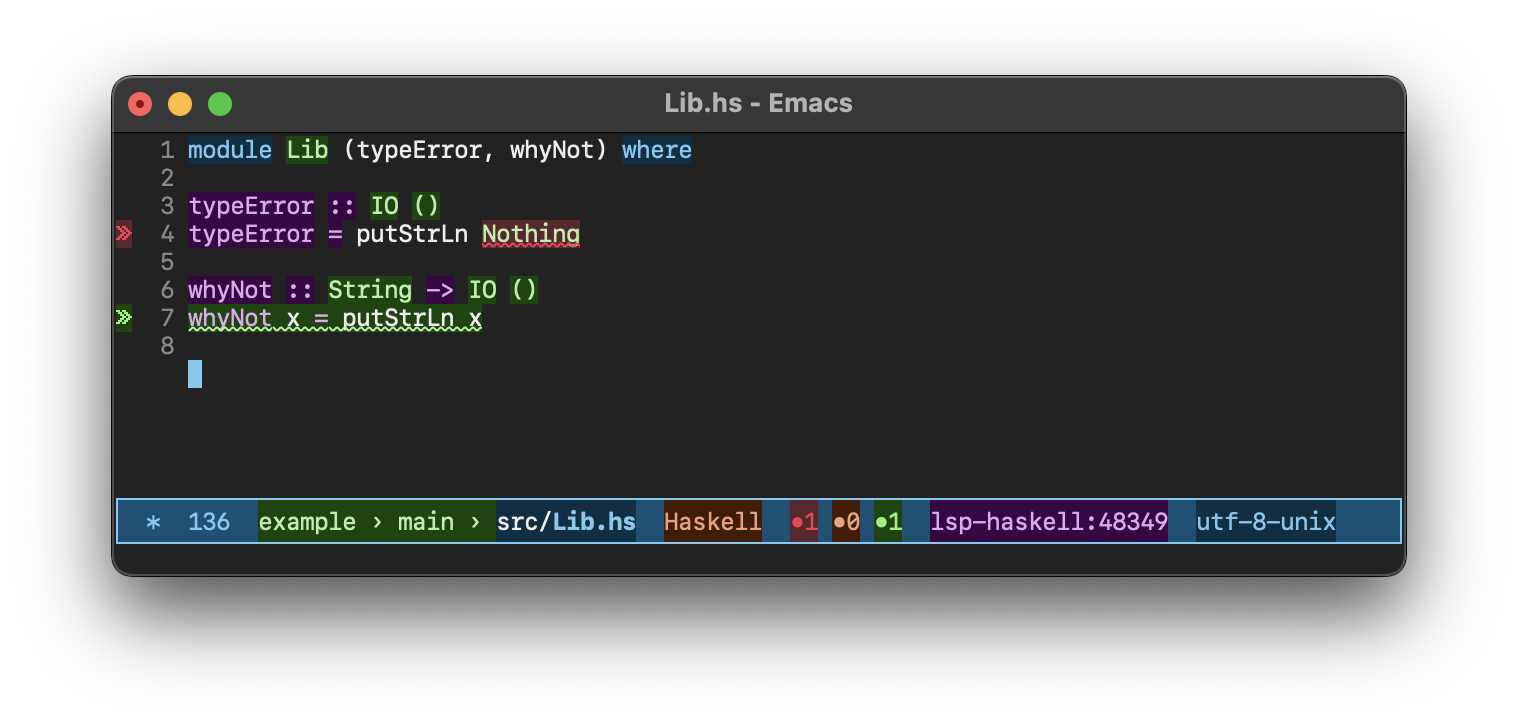 Lib.hs - Emacs
1 module Lib (typeError, whyNot) where
2
3 typeError :: IO ()
» 4 typeError = putStrLn Nothing
5
6 whyNot :: String -> IO ()
» 7 whyNot x = putStrLn x
8
* 136 example › main › src/Lib.hs Haskell •1 •0 •1 lsp-haskell:48349 utf-8-unix